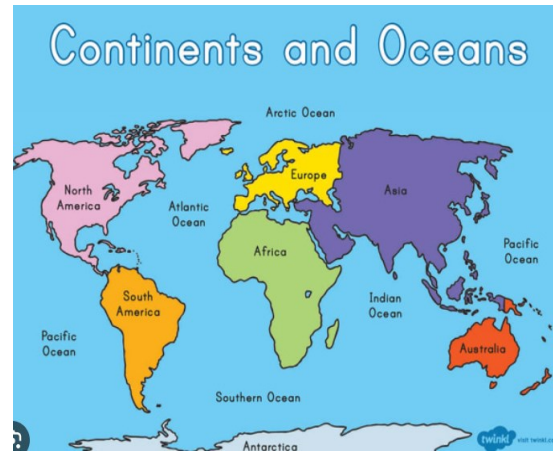 Continents and Oceans
Arctic Ocean
North
America
Atlantic
Ocean
Europe
Asia
Africa
Pacific
Ocean
South
America
Indian
Ocean
Pacific
Ocean
Australia
Southern Ocean
Antarctica
twinkl